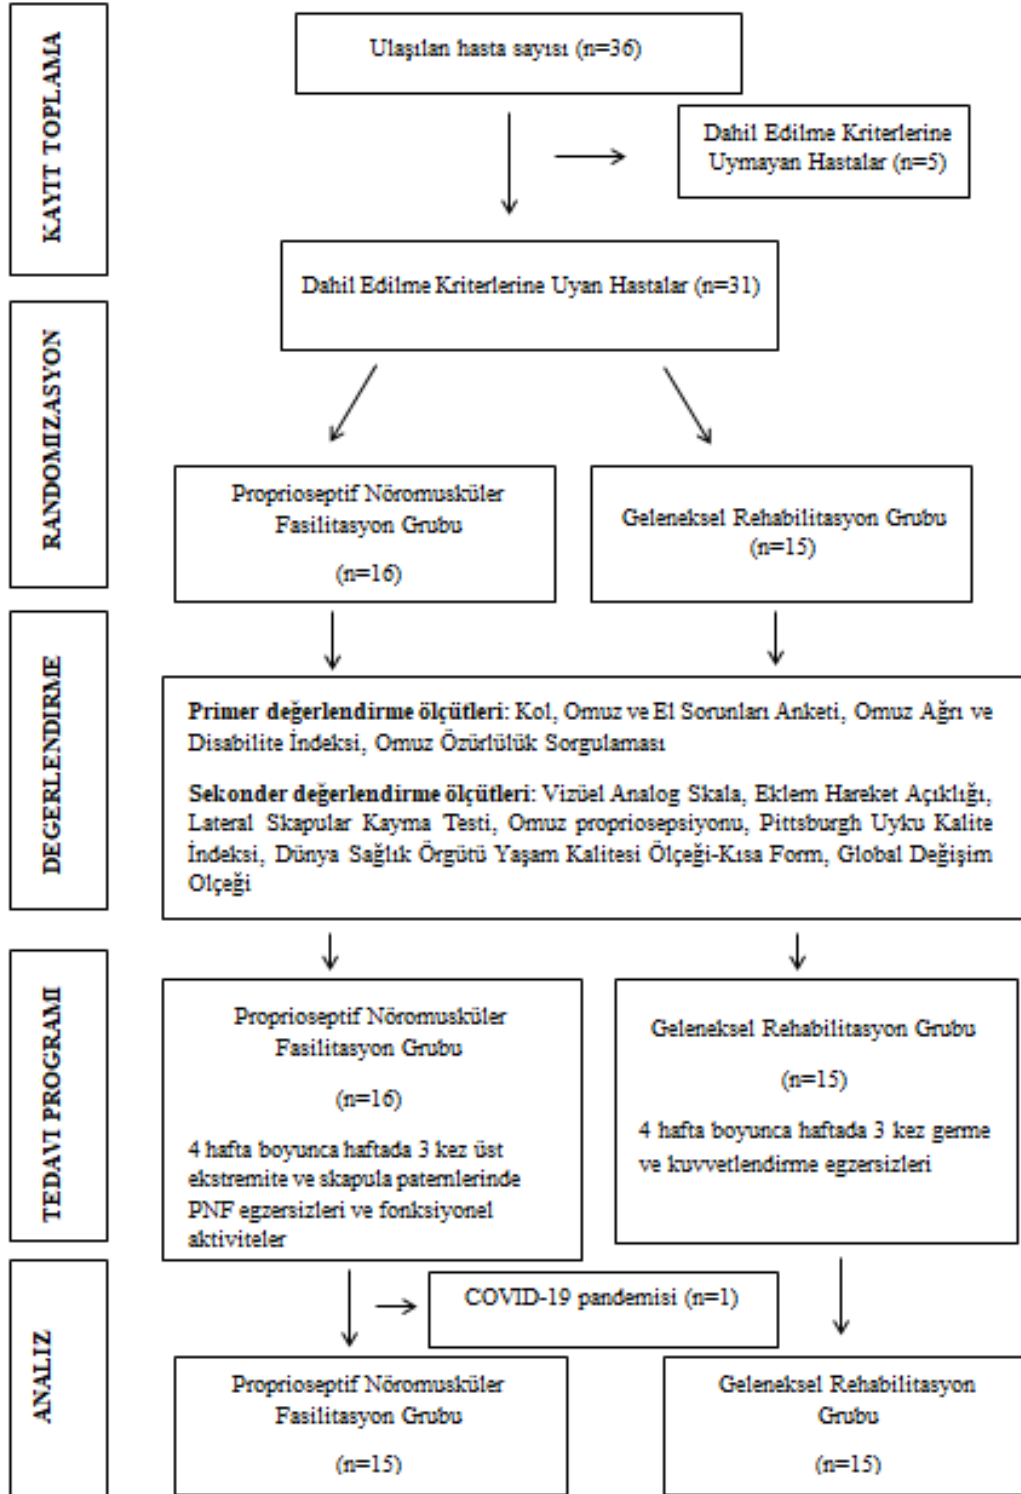 KAYIT TOPLAMA
Ulaşılan hasta sayısı (n=36)
Dahil Edilme Kriterlerine
Uymayan Hastalar (n=5)
Dahil Edilme Kriterlerine Uyan Hastalar (n=31)
RANDOMIZASYON
Proprioseptif Nöromusküler
Fasilitasyon Grubu
(n=16)
Geleneksel Rehabilitasyon Grubu
(n=15)
DEGERLENDIRME
Primer değerlendirme ölçütleri: Kol, Omuz ve El Sorunları Anketi, Omuz Ağrı ve
Disabilite İndeksi, Omuz Özürlülük Sorgulaması
Sekonder değerlendirme ölçütleri: Vizüel Analog Skala, Eklem Hareket Açıklığı,
Lateral Skapular Kayma Testi, Omuz propriosepsiyonu, Pittsburgh Uyku Kalite
İndeksi, Dünya Sağlık Örgütü Yaşam Kalitesi Ölçeği-Kısa Form, Global Değişim
Olçeği
TEDAVI PROGRAMI
Proprioseptif Nöromusküler
Fasilitasyon Grubu
(n=16)
4 hafta boyunca haftada 3 kez üst
ekstremite ve skapula paternlerinde
PNF egzersizleri ve fonksiyonel
aktiviteler
Geleneksel Rehabilitasyon Grubu
(n=15)
4 hafta boyunca haftada 3 kez germe
ve kuvvetlendirme egzersizleri
ANALIZ
COVID-19 pandemisi (n=1)
Proprioseptif Nöromusküler
Fasilitasyon Grubu
(n=15)
Geleneksel Rehabilitasyon
Grubu
(n=15)